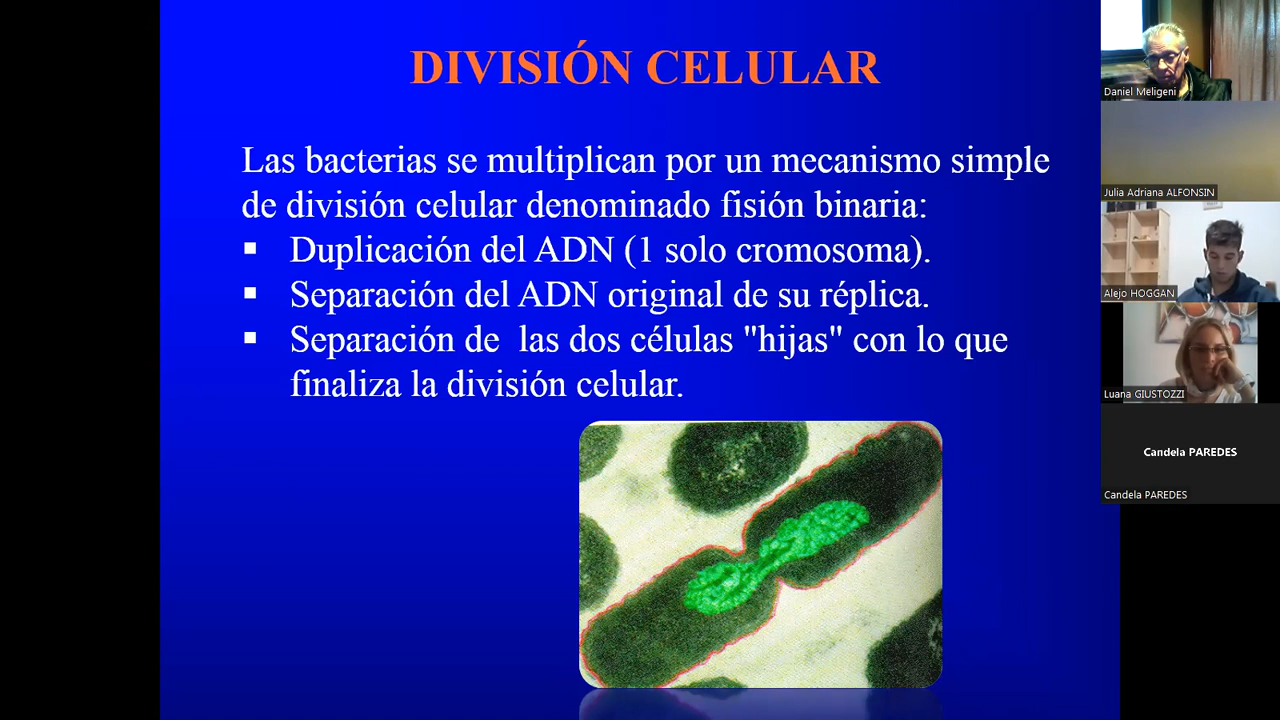 DIVISIÓN CELULAR
Las bacterias se multiplican por un mecanismo simple
de división celular denominado fisión binaria:
▪ Duplicación del ADN (1 solo cromosoma).
▪ Separación del ADN original de su réplica.
▪ Separación de  las dos células "hijas" con lo que
finaliza la división celular.
Daniel Meligeni
Julia Adriana ALFONSIN
Alejo HOGGAN
Luana GIUSTOZZI
Candela PAREDES
Candela PAREDES